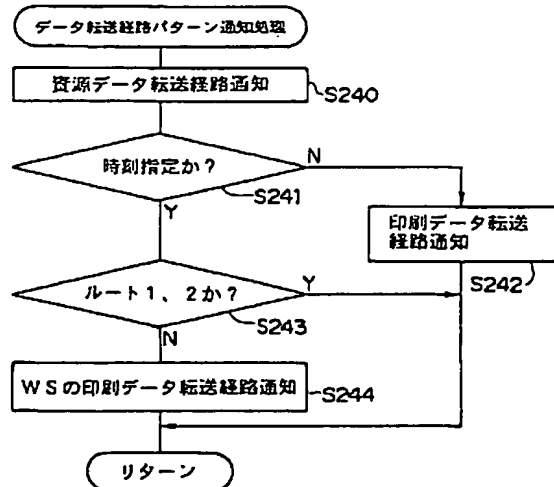 データ転送経路パターン通知処理
資源データ転送経路通知
S240
時刻指定か？
N
S241
Y
印刷データ転送
経路通知
S242
ルート１、２か？
Y
S243
N
ＷＳの印刷データ転送経路通知
S244
リターン